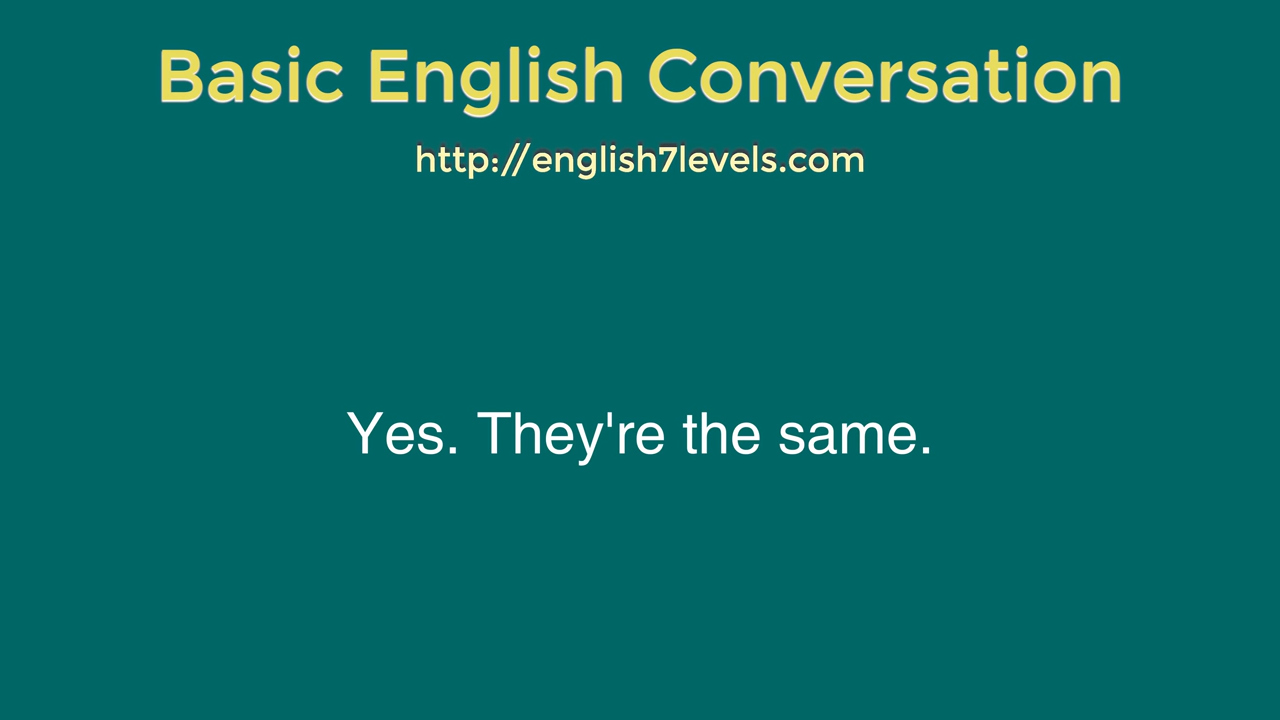 Basic English Conversation
http://english7levels.com
Yes. They're the same.